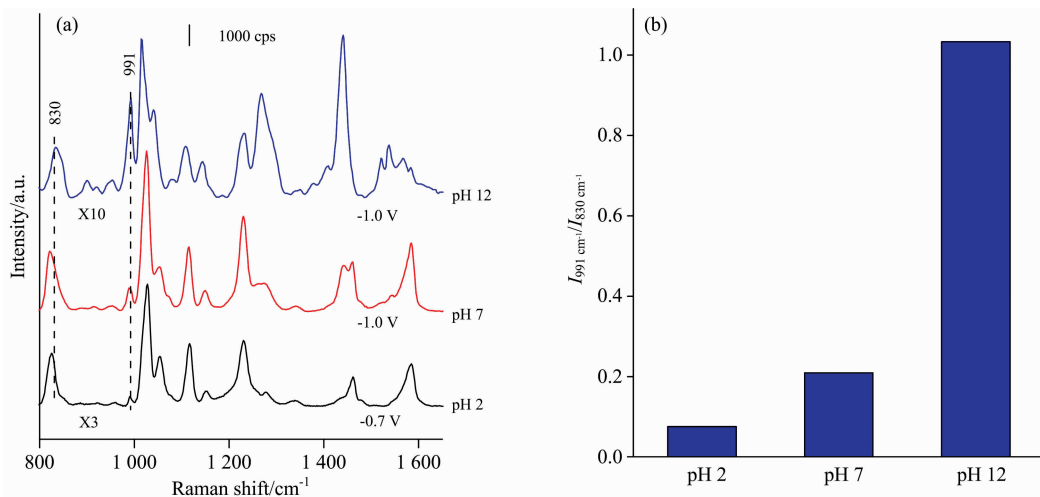 (a)
1000 cps
830
991
X10
-1.0 V
pH 12
-1.0 V
pH 7
X3
-0.7 V
pH 2
Intensity/a.u.
800
1 000
1 200
1 400
1 600
Raman shift/cm⁻¹
(b)
I991 cm⁻¹/I830 cm⁻¹
1.0
0.8
0.6
0.4
0.2
0.0
pH 2
pH 7
pH 12